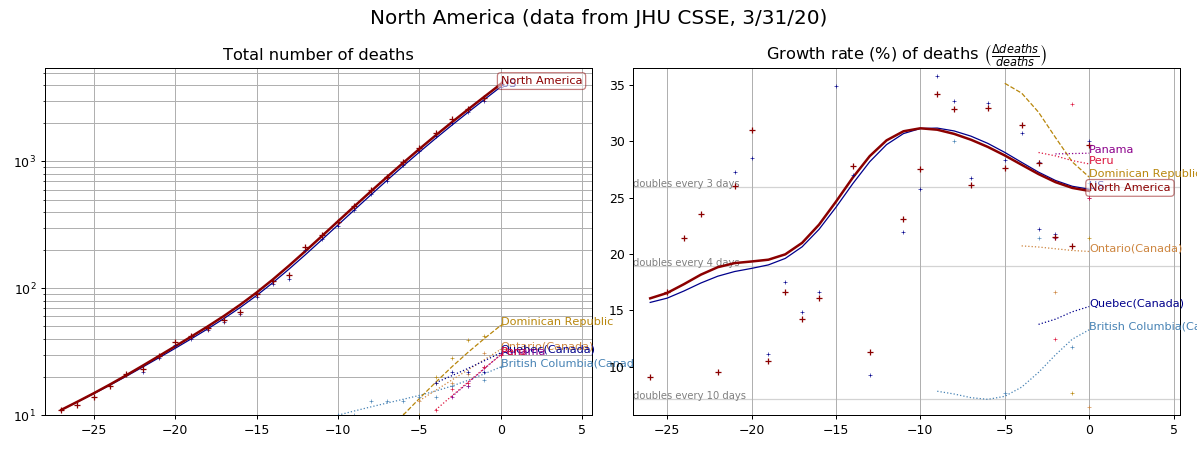 North America (data from JHU CSSE, 3/31/20)
Total number of deaths
10³
10²
10¹
−25 −20 −15 −10 −5 0 5
North America
US
Dominican Republic
Ontario(Canada)
Quebec(Canada)
Panama
British Columbia(Canad
Growth rate (%) of deaths (Δdeaths/deaths)
35
30
25
20
15
10
−25 −20 −15 −10 −5 0 5
doubles every 3 days
doubles every 4 days
doubles every 10 days
Panama
Peru
Dominican Republic
US
North America
Ontario(Canada)
Quebec(Canada)
British Columbia(Ca